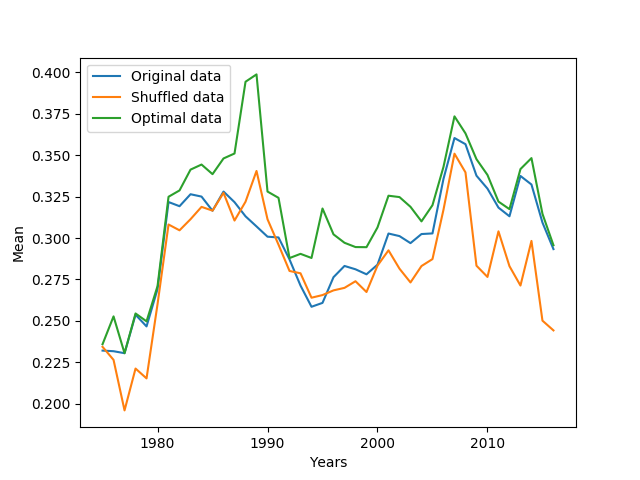 0.400
0.375
0.350
0.325
0.300
0.275
0.250
0.225
0.200
Mean
Original data
Shuffled data
Optimal data
1980 1990 2000 2010
Years